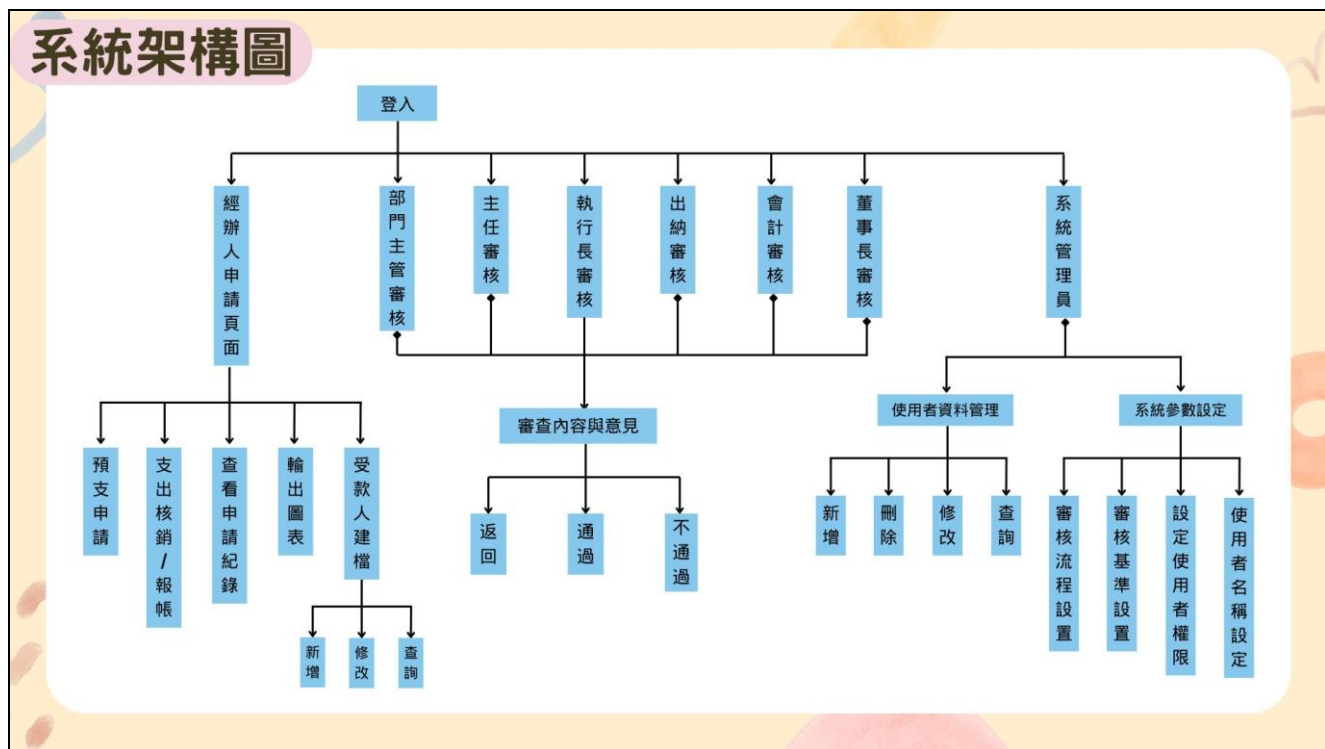 系統架構圖
登入
經辦人申請頁面
部門主管審核
主任審核
執行長審核
出納審核
會計審核
董事長審核
系統管理員
審查內容與意見
使用者資料管理
系統參數設定
預支申請
支出核銷/報帳
查看申請紀錄
輸出圖表
受款人建檔
返回
通過
不通過
新增
刪除
修改
查詢
審核流程設置
審核基準設置
設定使用者權限
使用者名稱設定
新增
修改
查詢